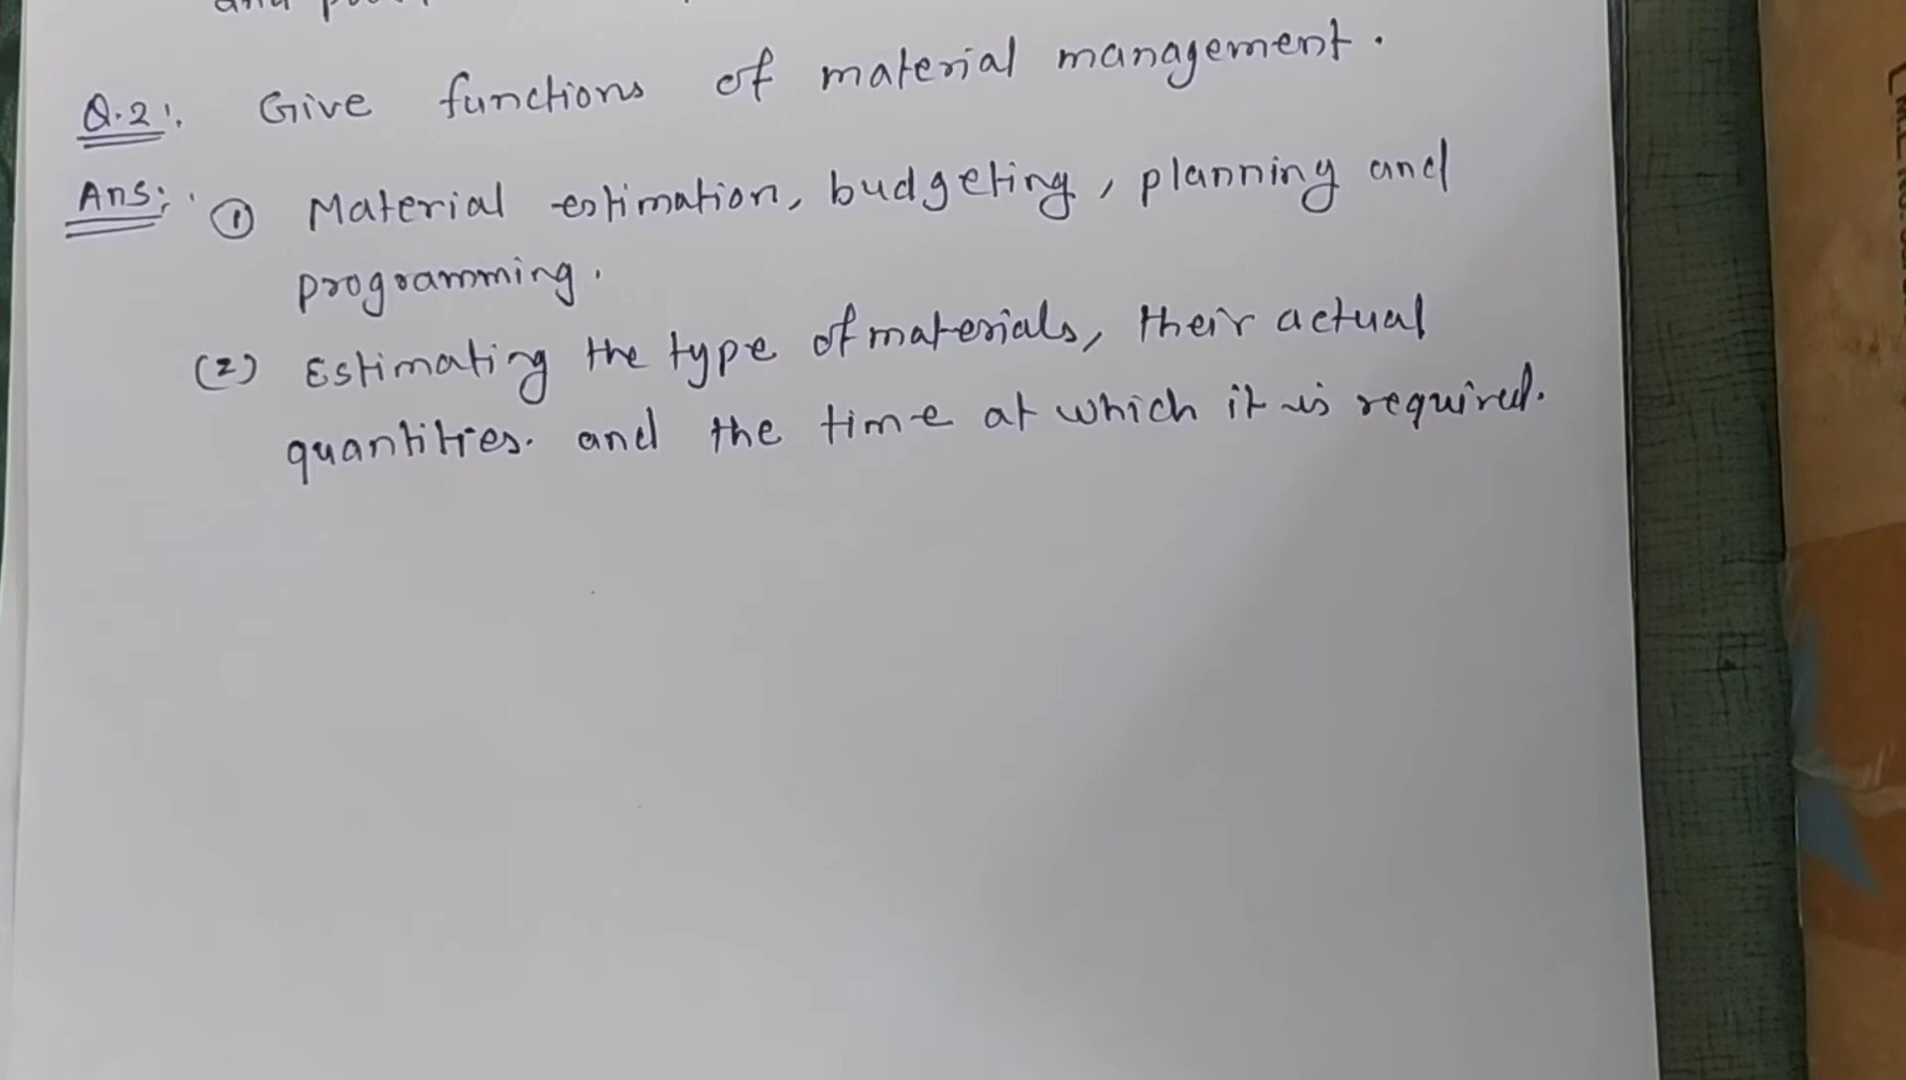 and
Q.2:. Give functions of material management.
Ans:. ① Material estimation, budgeting, planning and
programming.
(2) Estimating the type of materials, their actual
quantities. and the time at which it is required.